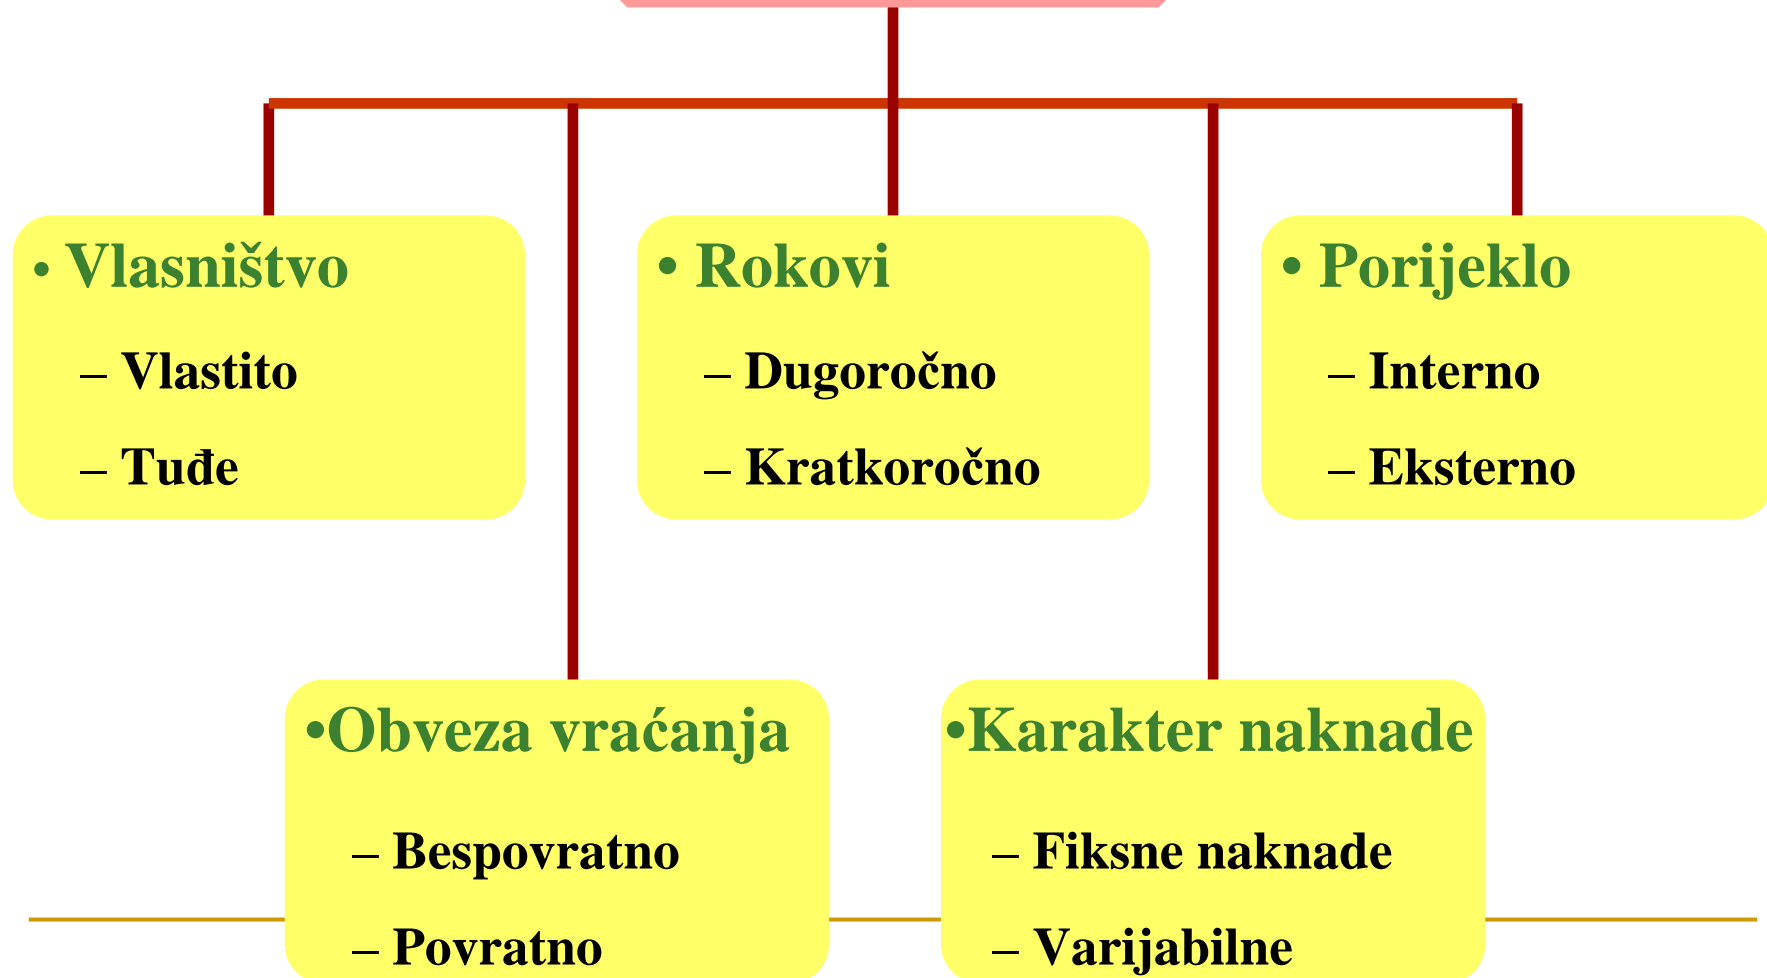 • Vlasništvo
– Vlastito
– Tuđe
• Rokovi
– Dugoročno
– Kratkoročno
• Porijeklo
– Interno
– Eksterno
•Obveza vraćanja
– Bespovratno
– Povratno
•Karakter naknade
– Fiksne naknade
– Varijabilne